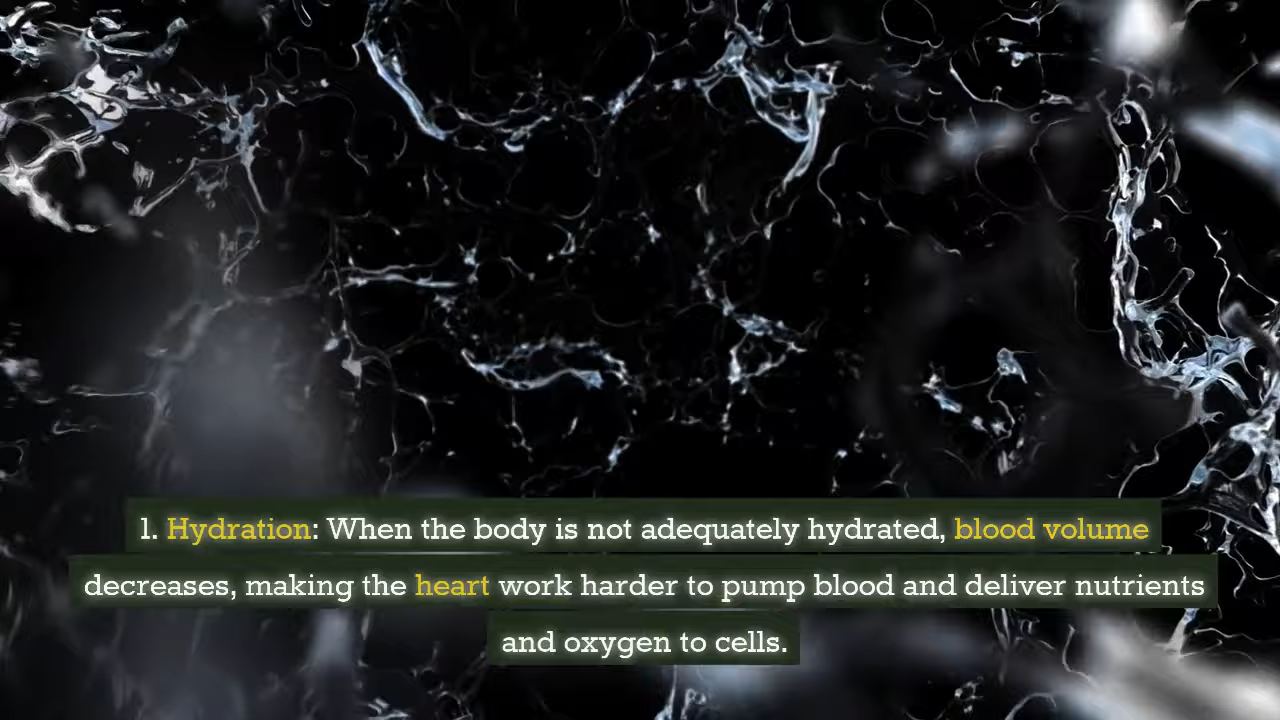 1. Hydration: When the body is not adequately hydrated, blood volume
decreases, making the heart work harder to pump blood and deliver nutrients
and oxygen to cells.